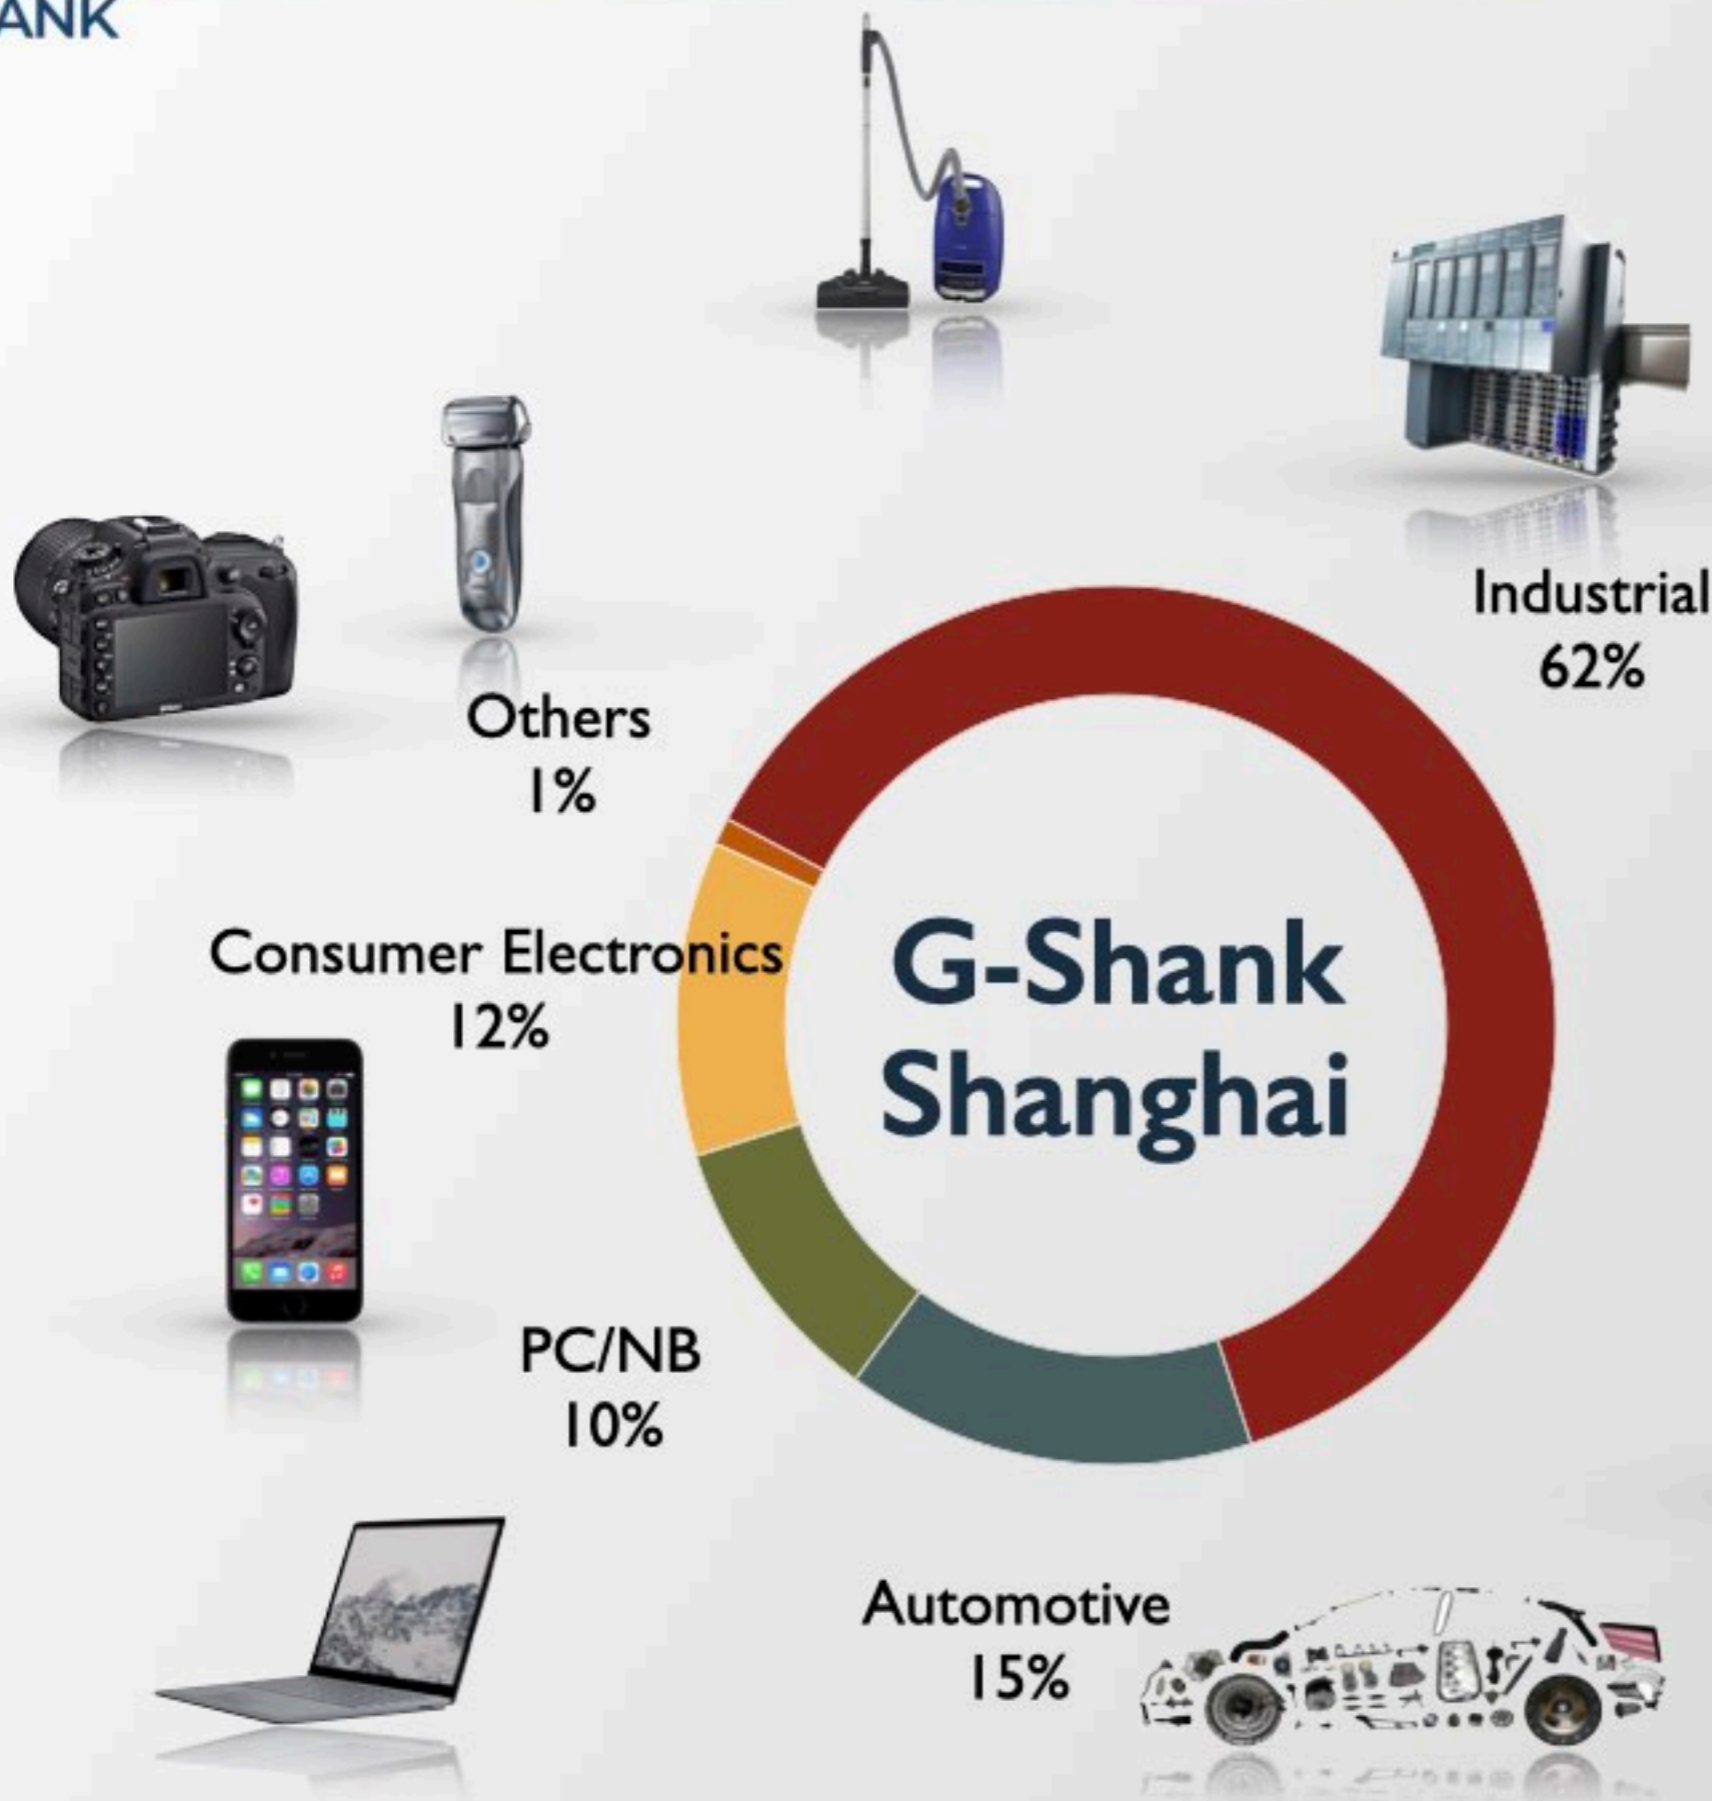 ANK
Industrial
62%
Others
1%
Consumer Electronics
12%
G-Shank
Shanghai
PC/NB
10%
Automotive
15%